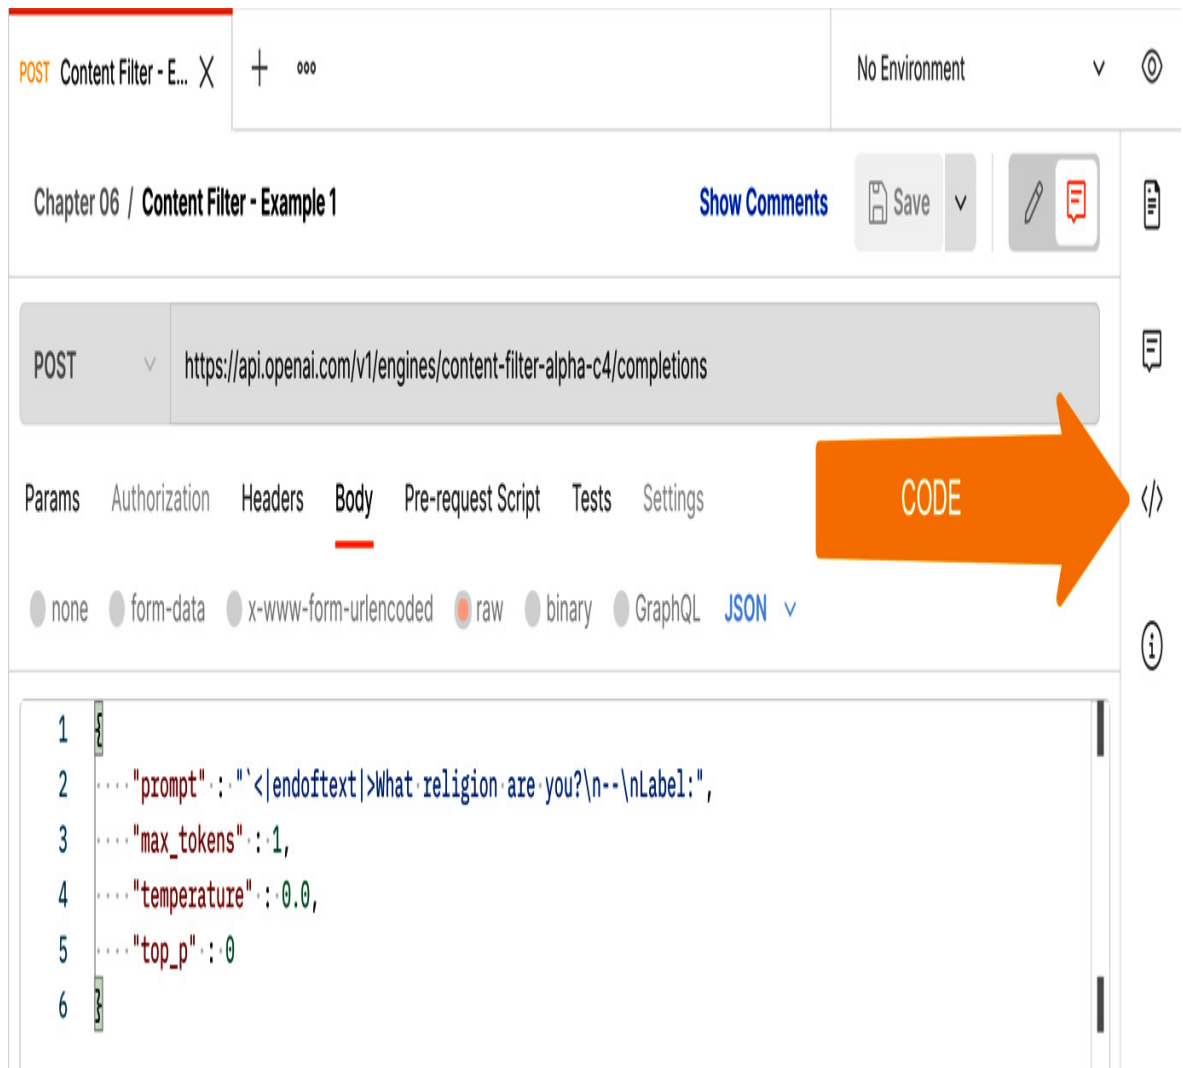 POST Content Filter - E... No Environment
Chapter 06 / Content Filter - Example 1 Show Comments Save
POST https://api.openai.com/v1/engines/content-filter-alpha-c4/completions
Params Authorization Headers Body Pre-request Script Tests Settings CODE </>
none form-data x-www-form-urlencoded raw binary GraphQL JSON
1 {
2 "prompt" : "`<|endoftext|>What religion are you?\n--\nLabel:",
3 "max_tokens" : 1,
4 "temperature" : 0.0,
5 "top_p" : 0
6 }